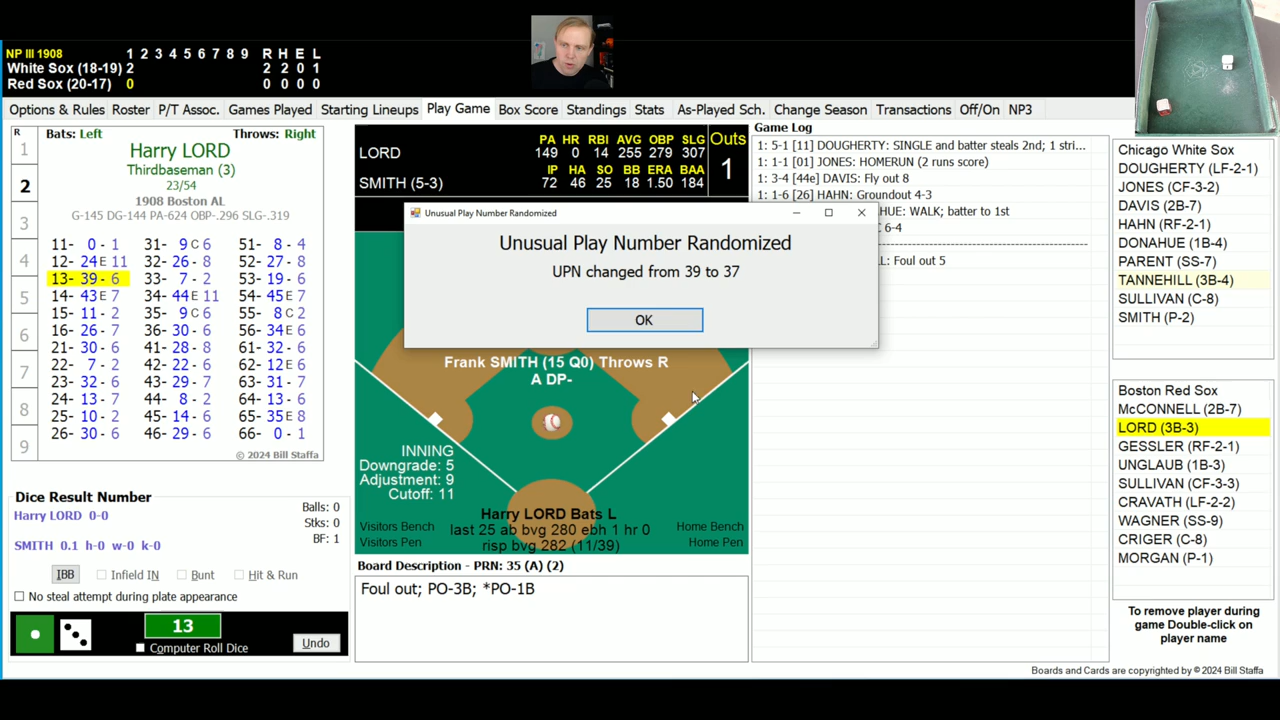 NP III 1908 1 2 3 4 5 6 7 8 9 R H E L
White Sox (18-19) 2 2 2 0 1
Red Sox (20-17) 0 0 0 0 0
Options & Rules Roster P/T Assoc. Games Played Starting Lineups Play Game Box Score Standings Stats As-Played Sch. Change Season Transactions Off/On NP3
R
1
2
3
4
5
6
7
8
9
Bats: Left Throws: Right
Harry LORD
Thirdbaseman (3)
23/54
1908 Boston AL
G-145 DG-144 PA-624 OBP-.296 SLG-.319
11- 0 - 1 31- 9 C 6 51- 8 - 4
12- 24 E 11 32- 26 - 8 52- 27 - 8
13- 39 - 6 33- 7 - 2 53- 19 - 6
14- 43 E 7 34- 44 E 11 54- 45 E 7
15- 11 - 2 35- 9 C 6 55- 8 C 2
16- 26 - 7 36- 30 - 6 56- 34 E 6
21- 30 - 6 41- 28 - 8 61- 32 - 6
22- 7 - 2 42- 22 - 6 62- 12 E 6
23- 32 - 6 43- 29 - 7 63- 31 - 7
24- 13 - 7 44- 8 - 2 64- 13 - 6
25- 10 - 2 45- 14 - 6 65- 35 E 8
26- 30 - 6 46- 29 - 6 66- 0 - 1
© 2024 Bill Staffa
Dice Result Number
Harry LORD 0-0
SMITH 0.1 h-0 w-0 k-0
Balls: 0
Stks: 0
BF: 1
IBB Infield IN Bunt Hit & Run
No steal attempt during plate appearance
13
Computer Roll Dice
Undo
PA HR RBI AVG OBP SLG
LORD 149 0 14 255 279 307
IP HA SO BB ERA BAA
SMITH (5-3) 72 46 25 18 1.50 184
Outs
1
Unusual Play Number Randomized
Unusual Play Number Randomized
UPN changed from 39 to 37
OK
Frank SMITH (15 Q0) Throws R
A DP-
INNING
Downgrade: 5
Adjustment: 9
Cutoff: 11
Harry LORD Bats L
last 25 ab bvg 280 ebh 1 hr 0
risp bvg 282 (11/39)
Visitors Bench
Visitors Pen
Home Bench
Home Pen
Board Description - PRN: 35 (A) (2)
Foul out; PO-3B; *PO-1B
Game Log
1: 5-1 [11] DOUGHERTY: SINGLE and batter steals 2nd; 1 stri...
1: 1-1 [01] JONES: HOMERUN (2 runs score)
1: 3-4 [44e] DAVIS: Fly out 8
1: 1-6 [26] HAHN: Groundout 4-3
HUE: WALK; batter to 1st
C 6-4
L: Foul out 5
Chicago White Sox
DOUGHERTY (LF-2-1)
JONES (CF-3-2)
DAVIS (2B-7)
HAHN (RF-2-1)
DONAHUE (1B-4)
PARENT (SS-7)
TANNEHILL (3B-4)
SULLIVAN (C-8)
SMITH (P-2)
Boston Red Sox
McCONNELL (2B-7)
LORD (3B-3)
GESSLER (RF-2-1)
UNGLAUB (1B-3)
SULLIVAN (CF-3-3)
CRAVATH (LF-2-2)
WAGNER (SS-9)
CRIGER (C-8)
MORGAN (P-1)
To remove player during
game Double-click on
player name
Boards and Cards are copyrighted by © 2024 Bill Staffa